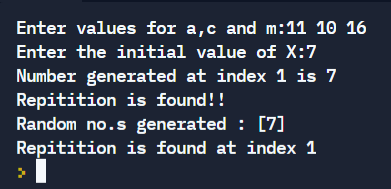 Enter values for a,c and m:11 10 16
Enter the initial value of X:7
Number generated at index 1 is 7
Repitition is found!!
Random no.s generated : [7]
Repitition is found at index 1
>